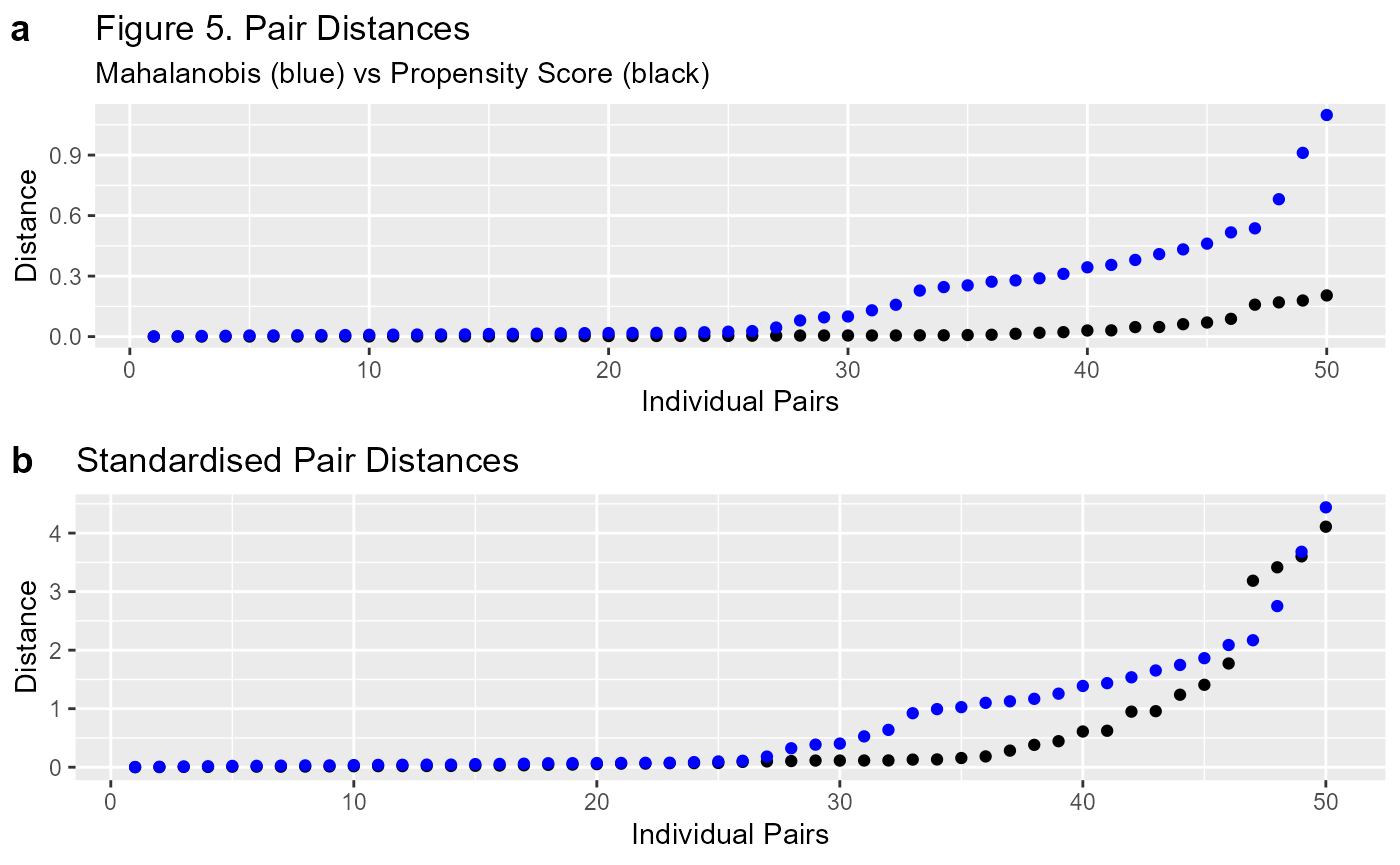 a Figure 5. Pair Distances
Mahalanobis (blue) vs Propensity Score (black)
Distance
0.9
0.6
0.3
0.0
0 10 20 30 40 50
Individual Pairs
b Standardised Pair Distances
Distance
4
3
2
1
0
0 10 20 30 40 50
Individual Pairs